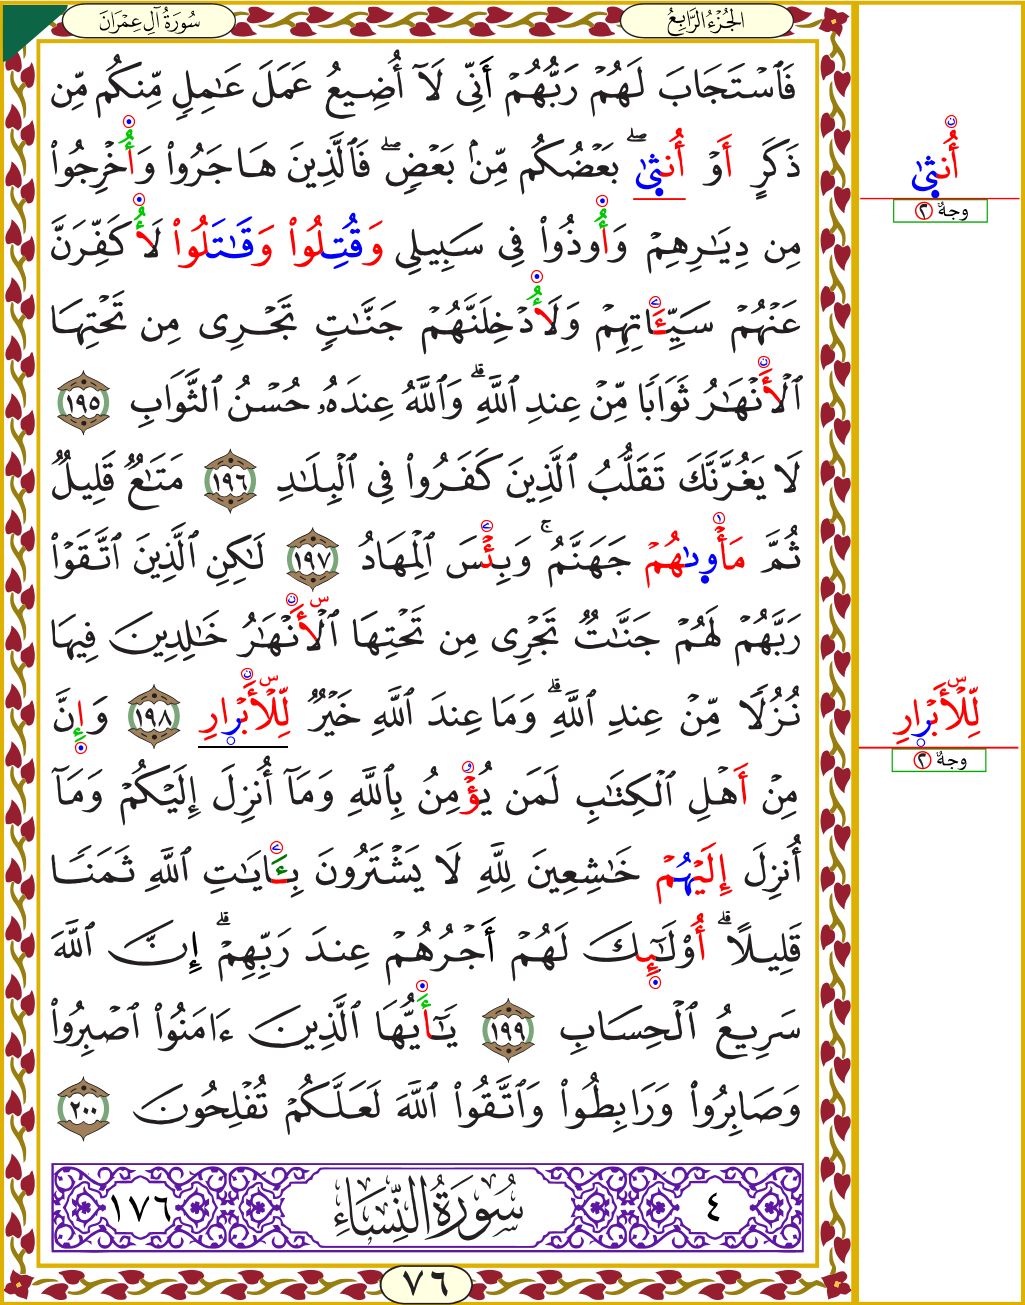 سُورَةُ آلِ عِمْرَان
الجُزْءُ الرَّابِعُ
فَٱسْتَجَابَ لَهُمْ رَبُّهُمْ أَنِّى لَآ أُضِيعُ عَمَلَ عَـٰمِلٍۢ مِّنكُم مِّن
ذَكَرٍ أَوْ أُنثَىٰ ۖ بَعْضُكُم مِّنۢ بَعْضٍۢ ۖ فَٱلَّذِينَ هَاجَرُوا۟ وَأُخْرِجُوا۟
مِن دِيَـٰرِهِمْ وَأُوذُوا۟ فِى سَبِيلِى وَقُتِلُوا۟ وَقَـٰتَلُوا۟ لَأُكَفِّرَنَّ
عَنْهُمْ سَيِّـَٔاتِهِمْ وَلَأُدْخِلَنَّهُمْ جَنَّـٰتٍۢ تَجْرِى مِن تَحْتِهَا
ٱلْأَنْهَـٰرُ ثَوَابًۭا مِّنْ عِندِ ٱللَّهِ ۗ وَٱللَّهُ عِندَهُۥ حُسْنُ ٱلثَّوَابِ ١٩٥
لَا يَغُرَّنَّكَ تَقَلُّبُ ٱلَّذِينَ كَفَرُوا۟ فِى ٱلْبِلَـٰدِ ١٩٦ مَتَـٰعٌۭ قَلِيلٌۭ
ثُمَّ مَأْوَىٰهُمْ جَهَنَّمُ ۚ وَبِئْسَ ٱلْمِهَادُ ١٩٧ لَـٰكِنِ ٱلَّذِينَ ٱتَّقَوْا۟
رَبَّهُمْ لَهُمْ جَنَّـٰتٌۭ تَجْرِى مِن تَحْتِهَا ٱلْأَنْهَـٰرُ خَـٰلِدِينَ فِيهَا
نُزُلًۭا مِّنْ عِندِ ٱللَّهِ ۗ وَمَا عِندَ ٱللَّهِ خَيْرٌۭ لِّلْأَبْرَارِ ١٩٨ وَإِنَّ
مِنْ أَهْلِ ٱلْكِتَـٰبِ لَمَن يُؤْمِنُ بِٱللَّهِ وَمَآ أُنزِلَ إِلَيْكُمْ وَمَآ
أُنزِلَ إِلَيْهُمْ خَـٰشِعِينَ لِلَّهِ لَا يَشْتَرُونَ بِـَٔايَـٰتِ ٱللَّهِ ثَمَنًۭا
قَلِيلًا ۗ أُو۟لَـٰٓئِكَ لَهُمْ أَجْرُهُمْ عِندَ رَبِّهِمْ ۗ إِنَّ ٱللَّهَ
سَرِيعُ ٱلْحِسَابِ ١٩٩ يَـٰٓأَيُّهَا ٱلَّذِينَ ءَامَنُوا۟ ٱصْبِرُوا۟
وَصَابِرُوا۟ وَرَابِطُوا۟ وَٱتَّقُوا۟ ٱللَّهَ لَعَلَّكُمْ تُفْلِحُونَ ٢٠٠
٤ سُورَةُ النِّسَاءِ ١٧٦
٧٦
أُنثَىٰ
وجهٌ ٢
لِّلْأَبْرَارِ
وجهٌ ٢